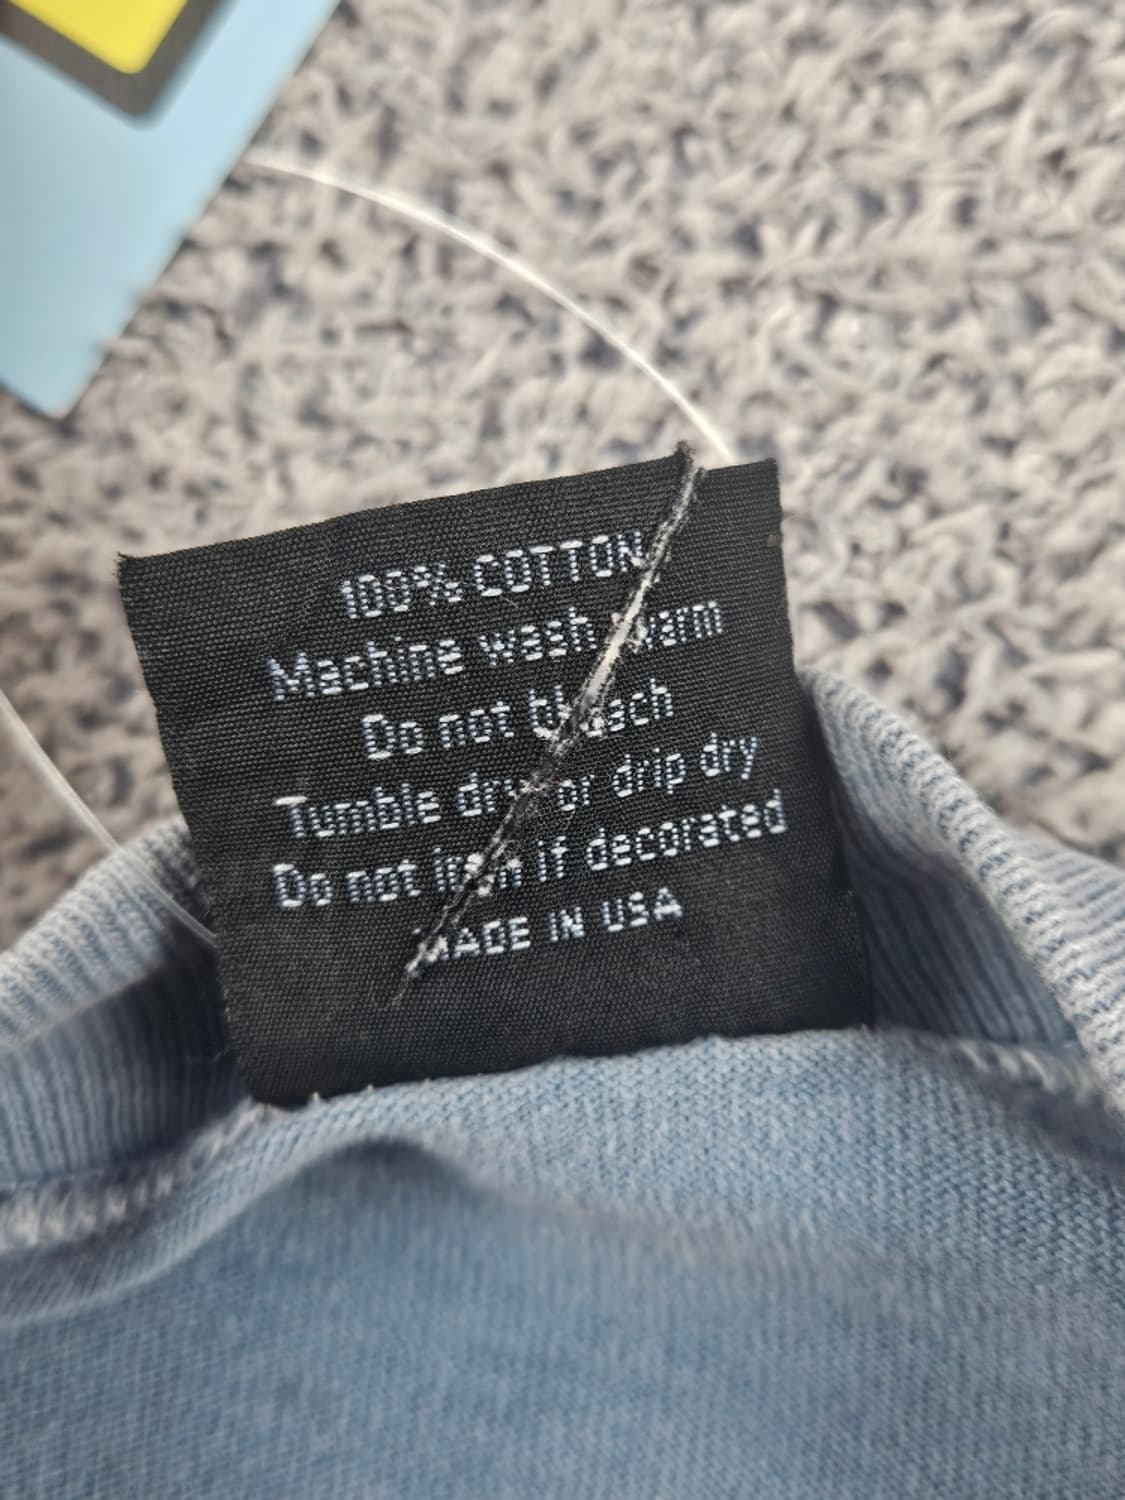 100% COTTON
Machine wash warm
Do not bleach
Tumble dry or drip dry
Do not iron if decorated
MADE IN USA